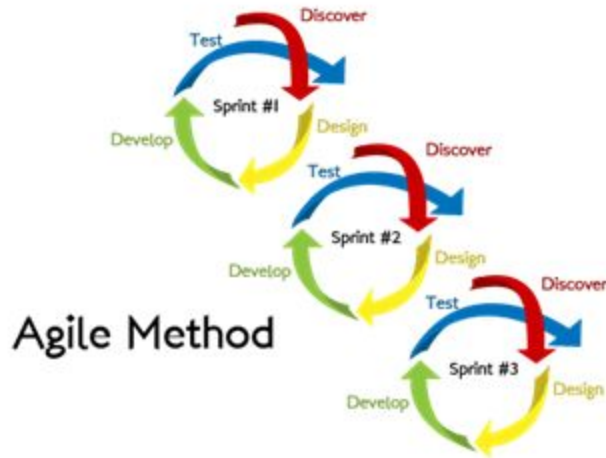 Discover
Test
Sprint #1
Develop
Design
Discover
Test
Sprint #2
Develop
Design
Discover
Test
Agile Method
Sprint #3
Develop
Design